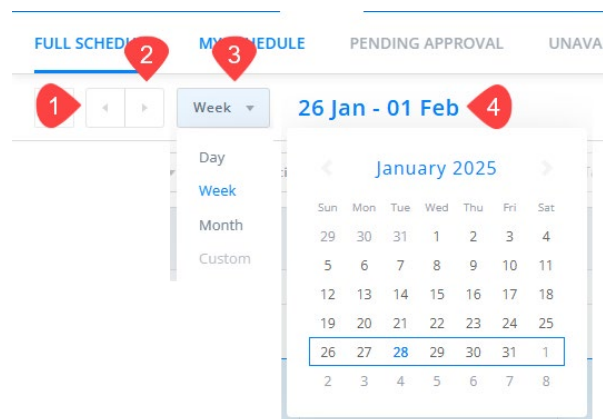 FULL SCHEDU MY SCHEDULE PENDING APPROVAL UNAVA
2 3
1 Week 26 Jan - 01 Feb 4
Day
Week
Month
Custom
January 2025
Sun Mon Tue Wed Thu Fri Sat
29 30 31 1 2 3 4
5 6 7 8 9 10 11
12 13 14 15 16 17 18
19 20 21 22 23 24 25
26 27 28 29 30 31 1
2 3 4 5 6 7 8